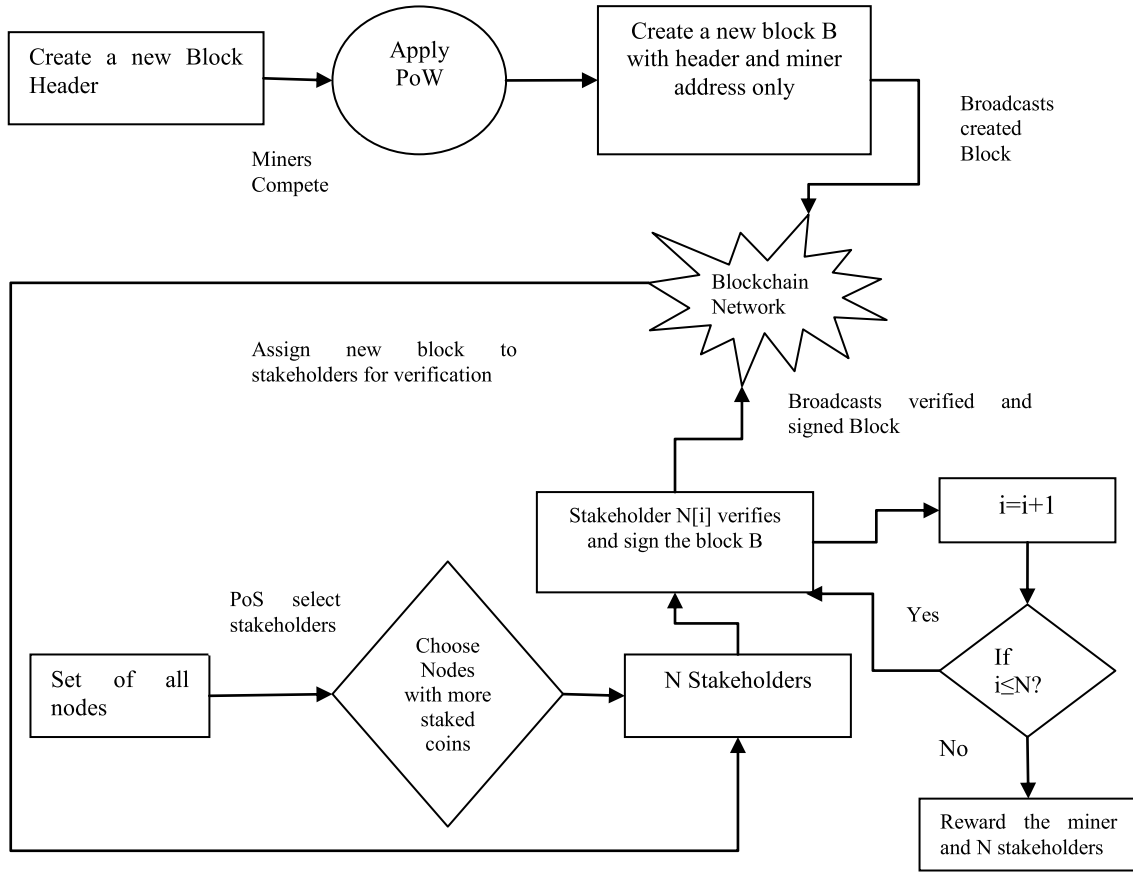 Create a new Block
Header
Apply
PoW
Create a new block B
with header and miner
address only
Miners
Compete
Broadcasts
created
Block
Blockchain
Network
Assign new block to
stakeholders for verification
Broadcasts verified and
signed Block
Stakeholder N[i] verifies
and sign the block B
i=i+1
PoS select
stakeholders
Yes
If
i≤N?
Set of all
nodes
Choose
Nodes
with more
staked
coins
N Stakeholders
No
Reward the miner
and N stakeholders